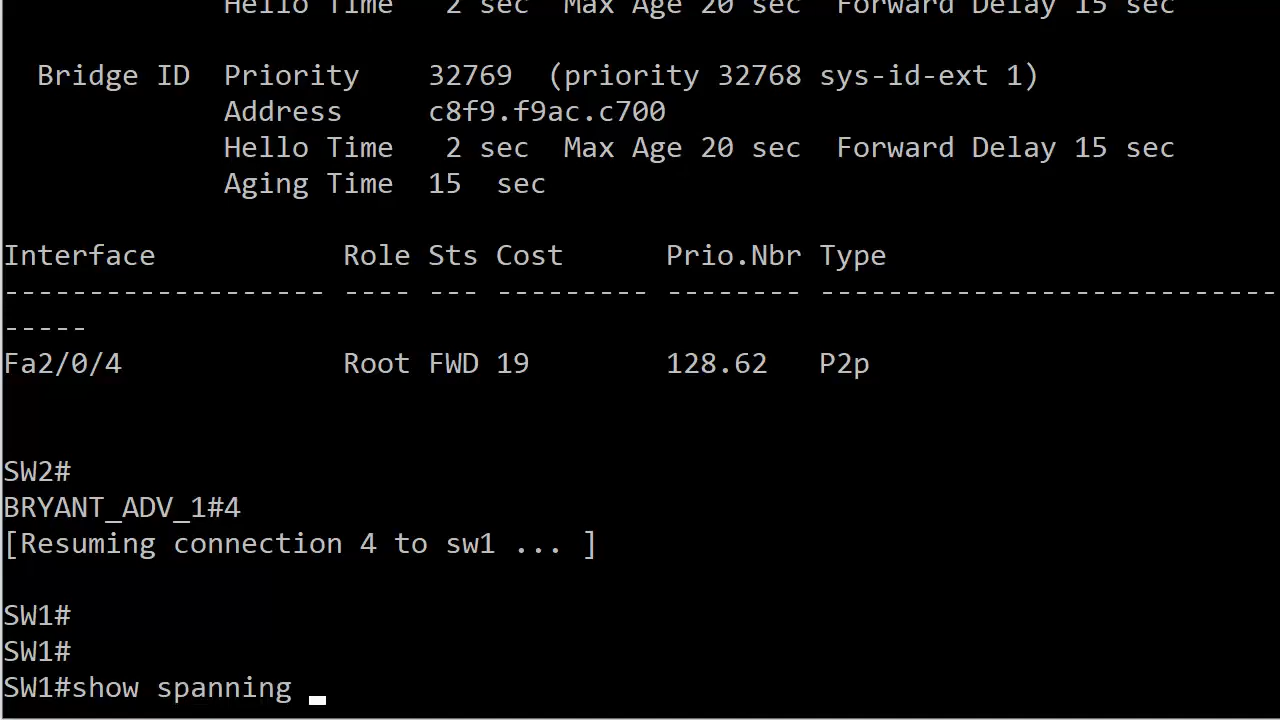 Hello Time   2 sec  Max Age 20 sec  Forward Delay 15 sec
Bridge ID  Priority    32769  (priority 32768 sys-id-ext 1)
Address     c8f9.f9ac.c700
Hello Time   2 sec  Max Age 20 sec  Forward Delay 15 sec
Aging Time  15  sec
Interface           Role Sts Cost      Prio.Nbr Type
------------------- ---- --- --------- -------- ---------------------------
-----
Fa2/0/4             Root FWD 19        128.62   P2p
SW2#
BRYANT_ADV_1#4
[Resuming connection 4 to sw1 ... ]
SW1#
SW1#
SW1#show spanning